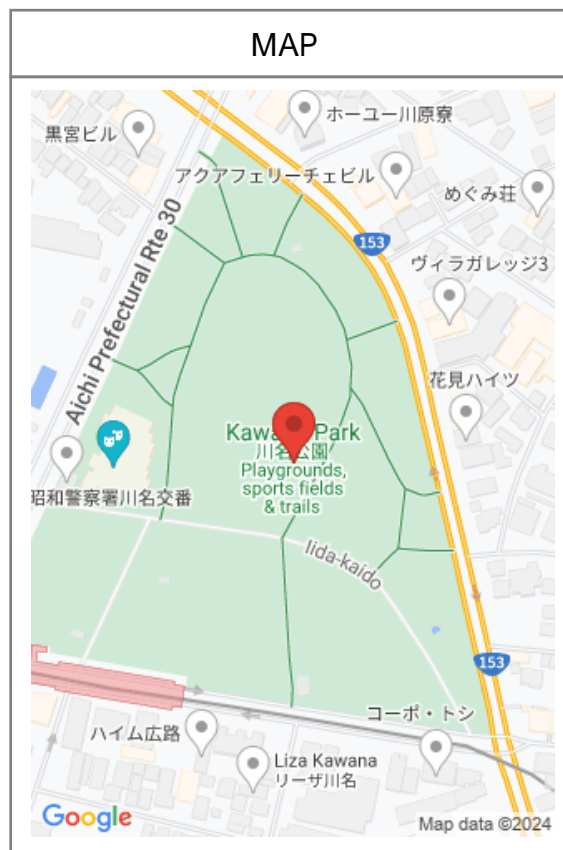 MAP
ホーユー川原寮
黒宮ビル
アクアフェリーチェビル
めぐみ荘
153
ヴィラガレッジ3
Aichi Prefectural Rte 30
花見ハイツ
Park
川名公園
Playgrounds,
sports fields
& trails
昭和警察署川名交番
Iida-kaido
153
コーポ・トシ
ハイム広路
Liza Kawana
リーザ川名
Google
Map data ©2024